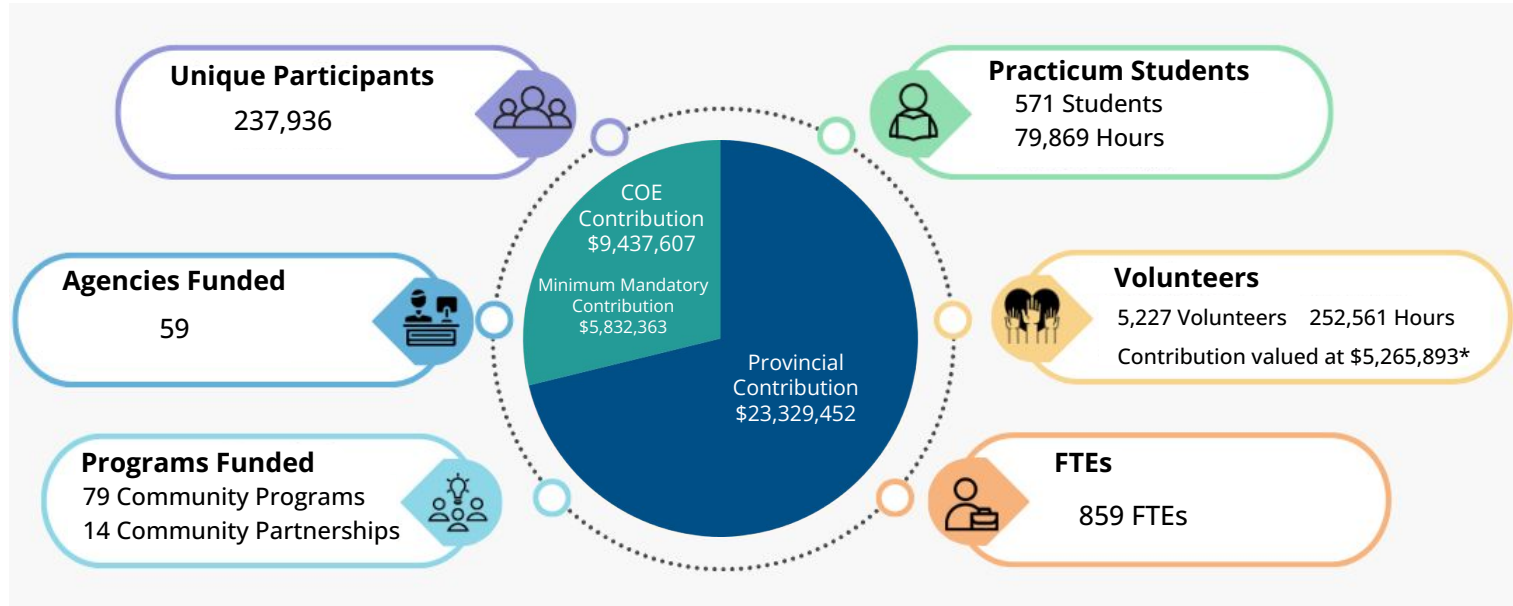 Unique Participants
237,936
Practicum Students
571 Students
79,869 Hours
COE
Contribution
$9,437,607
Minimum Mandatory
Contribution
$5,832,363
Provincial
Contribution
$23,329,452
Agencies Funded
59
Volunteers
5,227 Volunteers 252,561 Hours
Contribution valued at $5,265,893*
Programs Funded
79 Community Programs
14 Community Partnerships
FTEs
859 FTEs